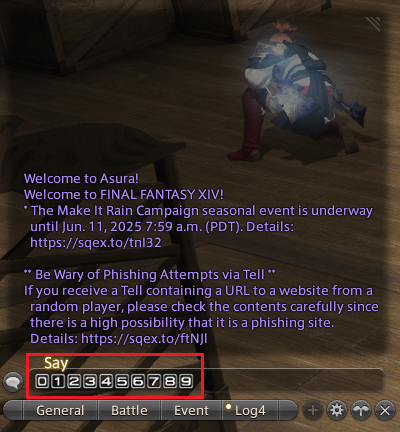 Welcome to Asura!
Welcome to FINAL FANTASY XIV!
* The Make It Rain Campaign seasonal event is underway
until Jun. 11, 2025 7:59 a.m. (PDT). Details:
https://sqex.to/tnl32
** Be Wary of Phishing Attempts via Tell **
If you receive a Tell containing a URL to a website from a
random player, please check the contents carefully since
there is a high possibility that it is a phishing site.
Details: https://sqex.to/ftNJl
Say
0123456789
General Battle Event Log4